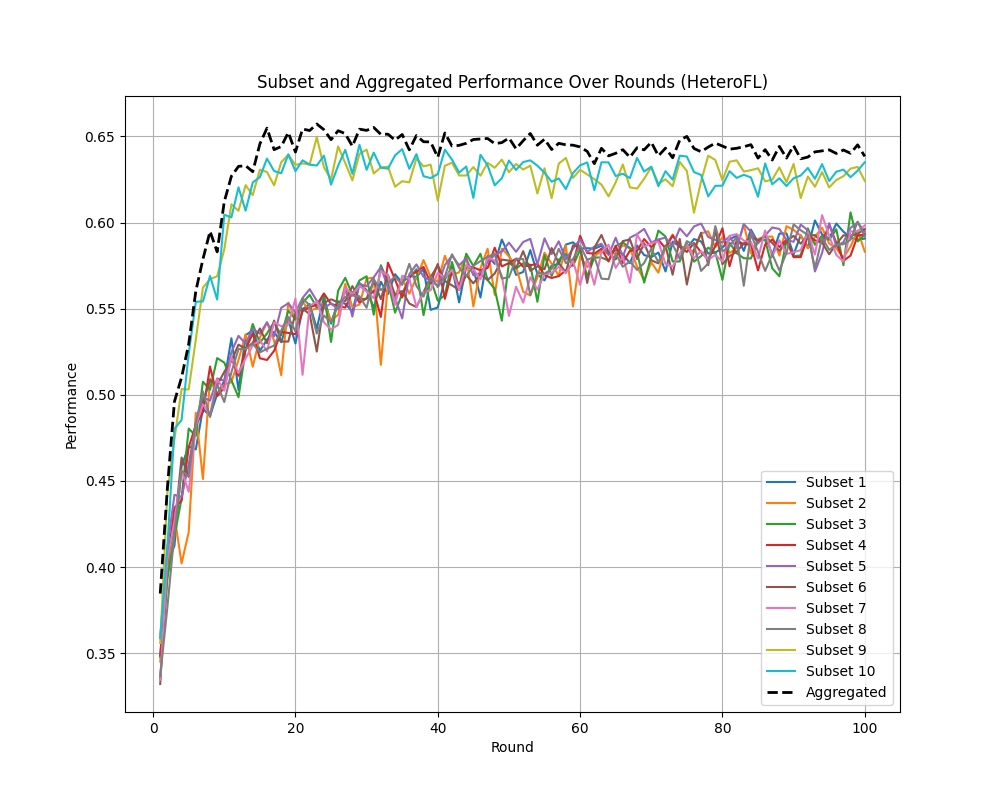 Subset and Aggregated Performance Over Rounds (HeteroFL)
Performance
0.65
0.60
0.55
0.50
0.45
0.40
0.35
0 20 40 60 80 100
Round
Subset 1
Subset 2
Subset 3
Subset 4
Subset 5
Subset 6
Subset 7
Subset 8
Subset 9
Subset 10
Aggregated